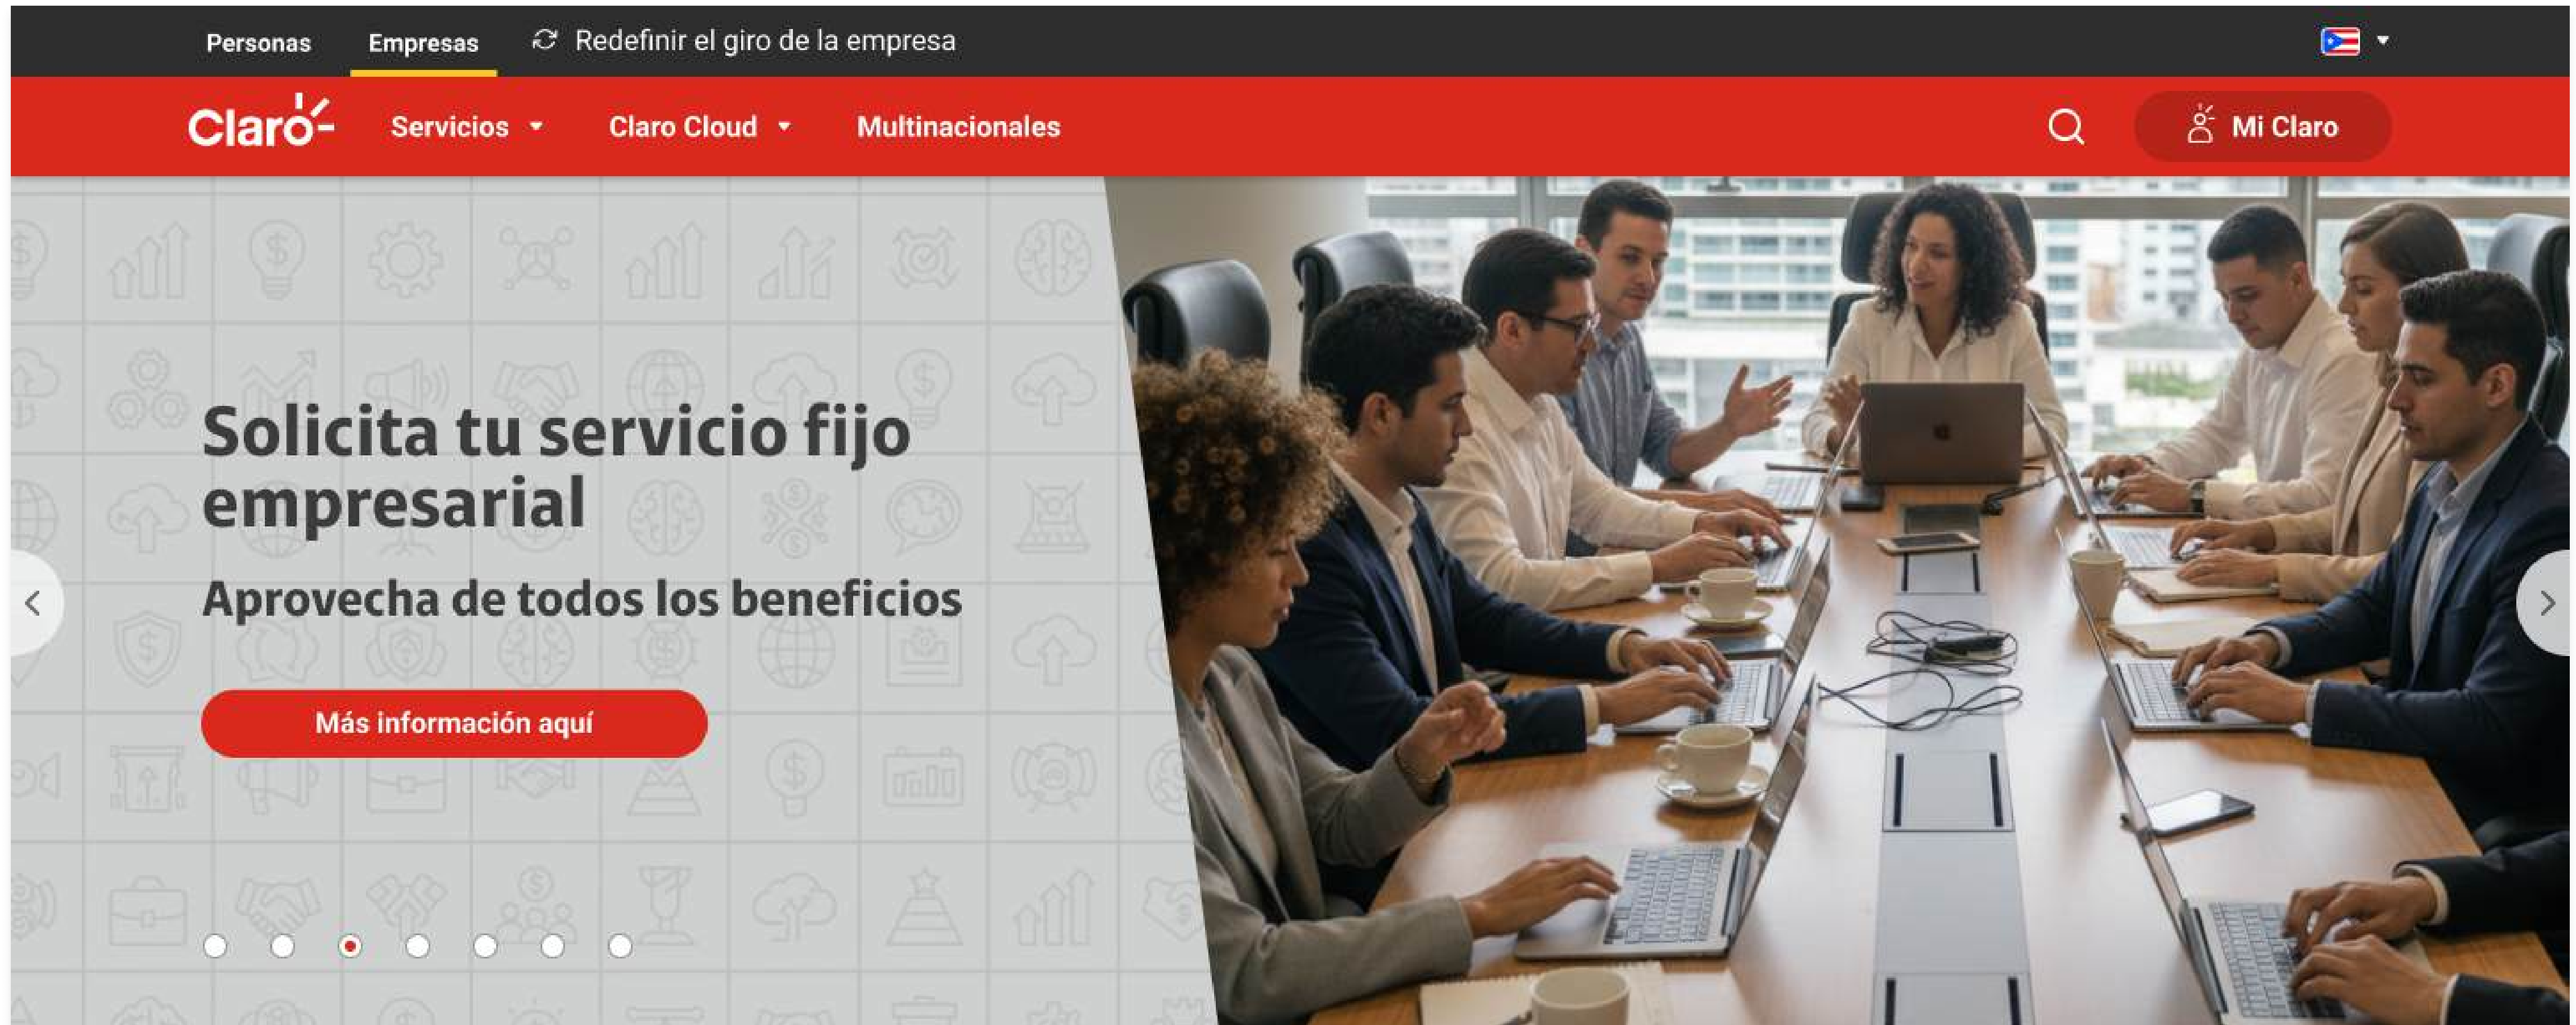 Personas Empresas Redefinir el giro de la empresa
Claro Servicios Claro Cloud Multinacionales Mi Claro
Solicita tu servicio fijo
empresarial
Aprovecha de todos los beneficios
Más información aquí